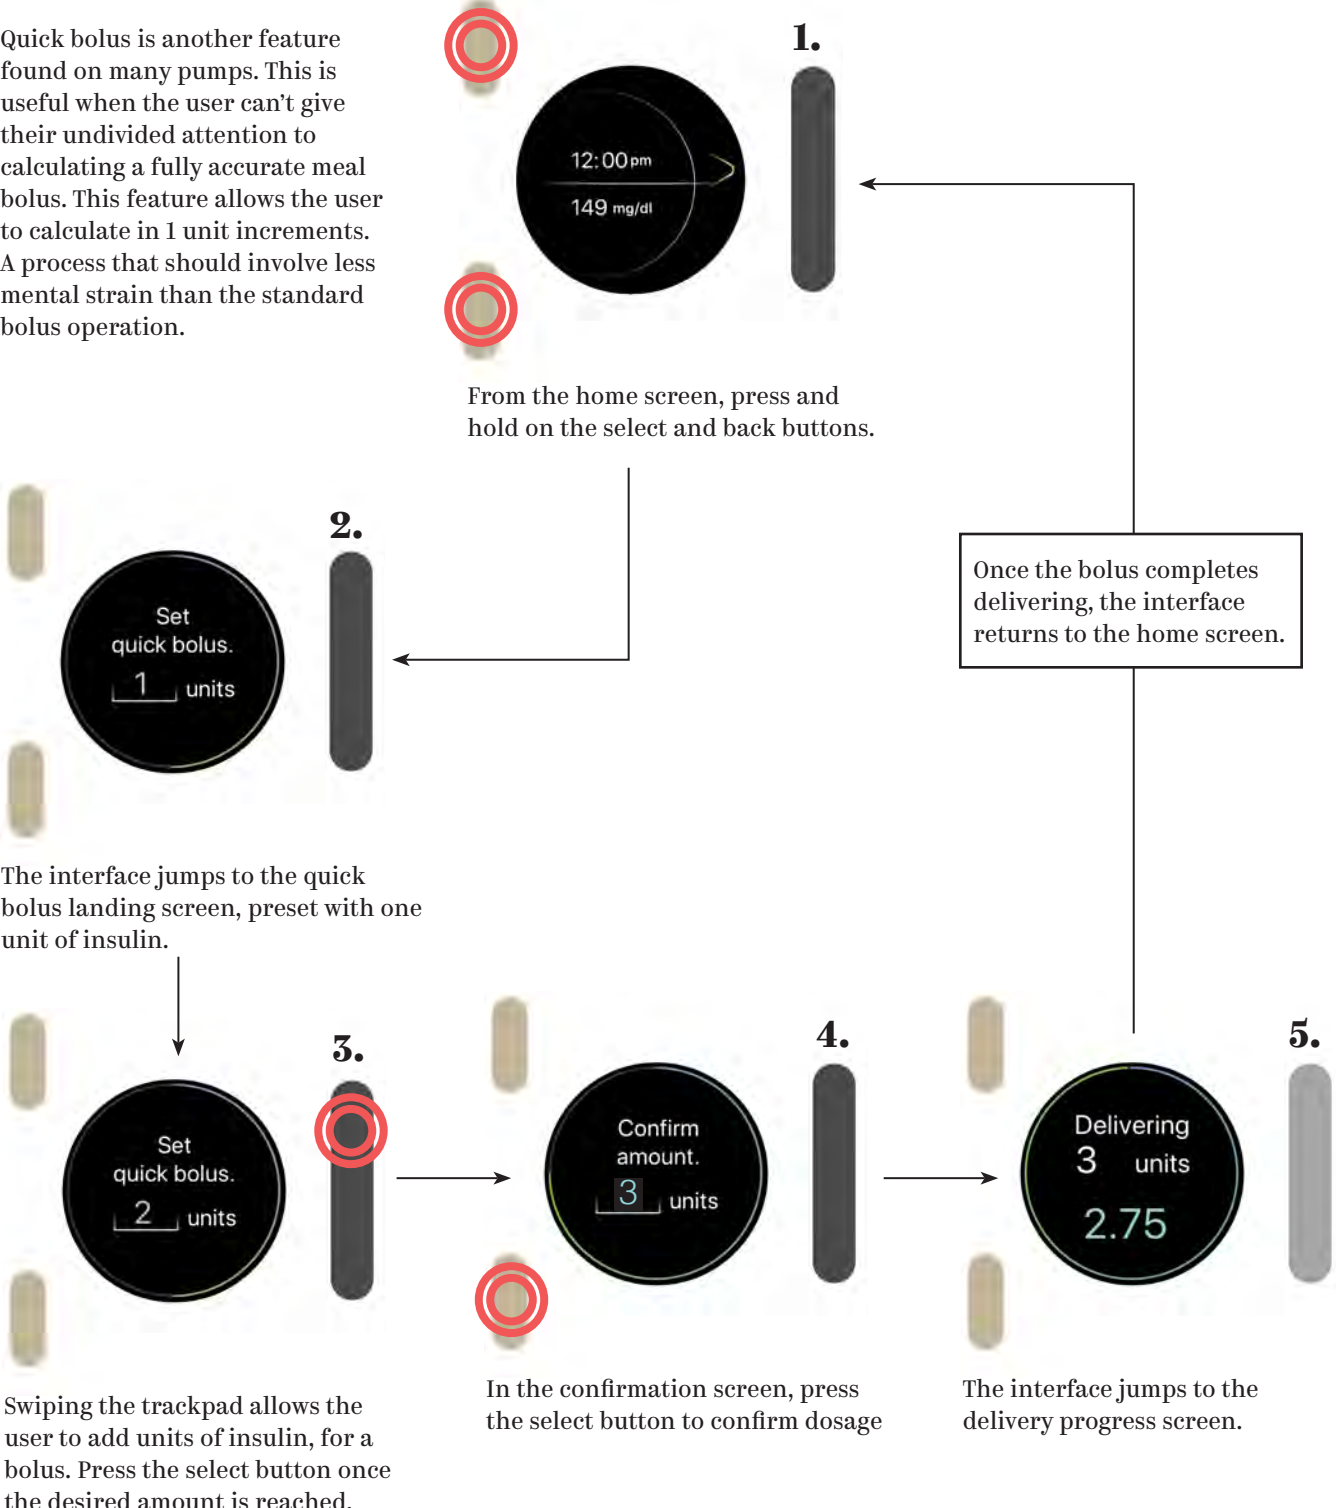 Quick bolus is another feature
found on many pumps. This is
useful when the user can't give
their undivided attention to
calculating a fully accurate meal
bolus. This feature allows the user
to calculate in 1 unit increments.
A process that should involve less
mental strain than the standard
bolus operation.
1.
12:00 pm
149 mg/dl
From the home screen, press and
hold on the select and back buttons.
2.
Set
quick bolus.
1 units
The interface jumps to the quick
bolus landing screen, preset with one
unit of insulin.
Once the bolus completes
delivering, the interface
returns to the home screen.
3.
Set
quick bolus.
2 units
Swiping the trackpad allows the
user to add units of insulin, for a
bolus. Press the select button once
the desired amount is reached.
4.
Confirm
amount.
3 units
In the confirmation screen, press
the select button to confirm dosage
5.
Delivering
3 units
2.75
The interface jumps to the
delivery progress screen.